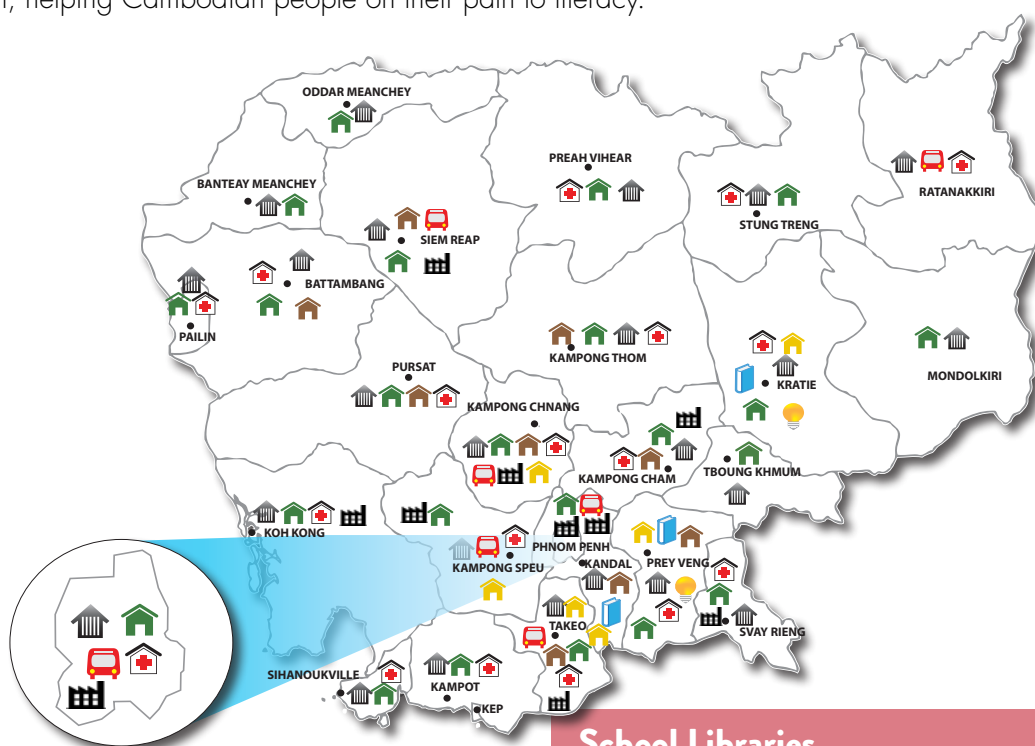 , helping Cambodian people on their path to literacy.
ODDAR MEANCHEY
PREAH VIHEAR
BANTEAY MEANCHEY
RATANAKKIRI
STUNG TRENG
SIEM REAP
BATTAMBANG
PAILIN
KAMPONG THOM
PURSAT
MONDOLKIRI
KRATIE
KAMPONG CHNANG
KAMPONG CHAM
TBOUNG KHMUM
KOH KONG
PHNOM PENH
KAMPONG SPEU
KANDAL
PREY VENG
TAKEO
SVAY RIENG
SIHANOUKVILLE
KAMPOT
KEP
School Libraries